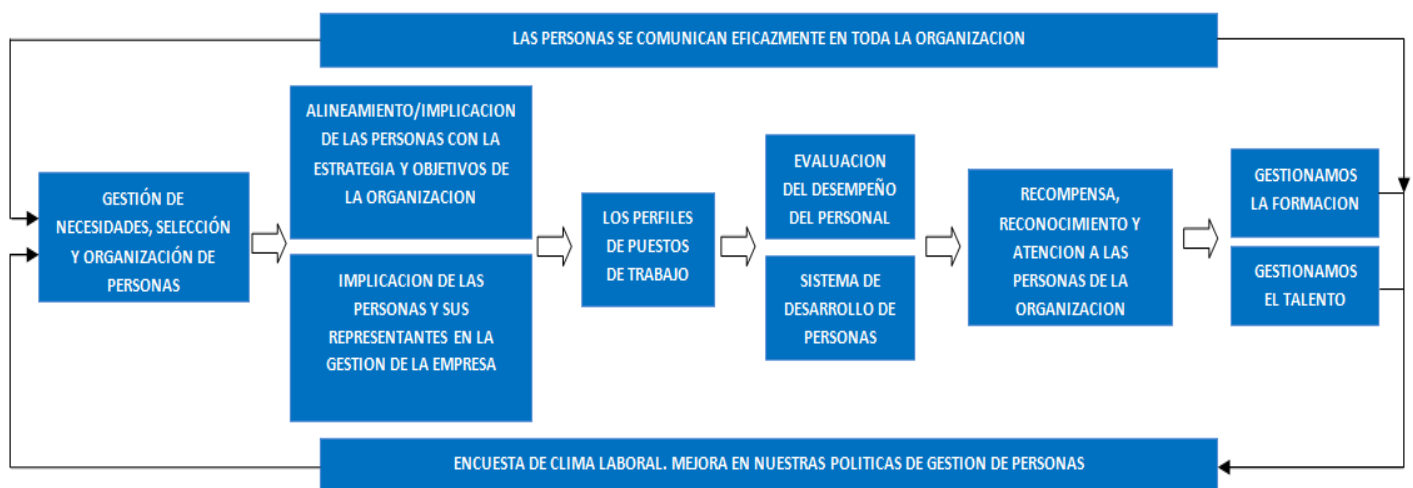 LAS PERSONAS SE COMUNICAN EFICAZMENTE EN TODA LA ORGANIZACION
GESTIÓN DE
NECESIDADES, SELECCIÓN
Y ORGANIZACIÓN DE
PERSONAS
ALINEAMIENTO/IMPLICACION
DE LAS PERSONAS CON LA
ESTRATEGIA Y OBJETIVOS DE
LA ORGANIZACION
IMPLICACION DE LAS
PERSONAS Y SUS
REPRESENTANTES EN LA
GESTION DE LA EMPRESA
LOS PERFILES
DE PUESTOS
DE TRABAJO
EVALUACION
DEL DESEMPEÑO
DEL PERSONAL
SISTEMA DE
DESARROLLO DE
PERSONAS
RECOMPENSA,
RECONOCIMIENTO Y
ATENCION A LAS
PERSONAS DE LA
ORGANIZACION
GESTIONAMOS
LA FORMACION
GESTIONAMOS
EL TALENTO
ENCUESTA DE CLIMA LABORAL. MEJORA EN NUESTRAS POLITICAS DE GESTION DE PERSONAS